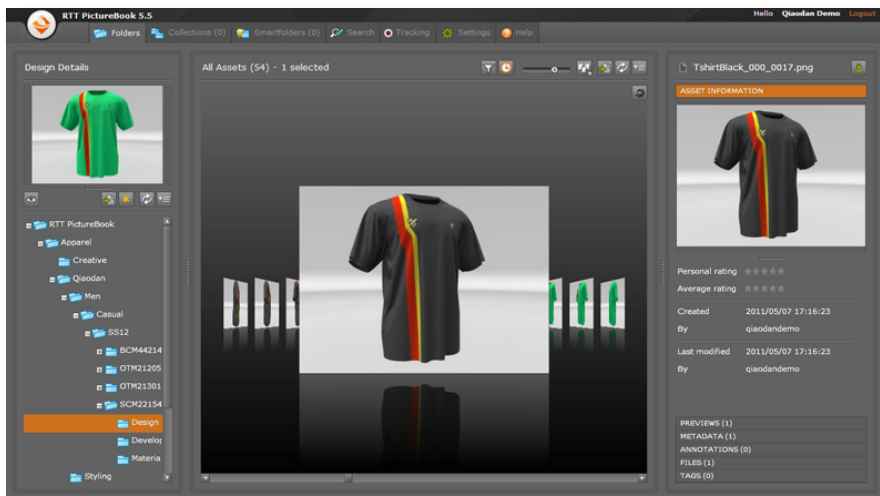 RTT PictureBook 5.5
Hello Qiaodan Demo Logout
Folders Collections (0) Smartfolders (0) Search Tracking Settings Help
Design Details
RTT PictureBook
Apparel
Creative
Qiaodan
Men
Casual
SS12
BCM44214
OTM21205
OTM21301
SCM22154
Design
Develop
Materia
Styling
All Assets (54) - 1 selected
TshirtBlack_000_0017.png
ASSET INFORMATION
Personal rating
Average rating
Created 2011/05/07 17:16:23
By qiaodandemo
Last modified 2011/05/07 17:16:23
By qiaodandemo
PREVIEWS (1)
METADATA (1)
ANNOTATIONS (0)
FILES (1)
TAGS (0)